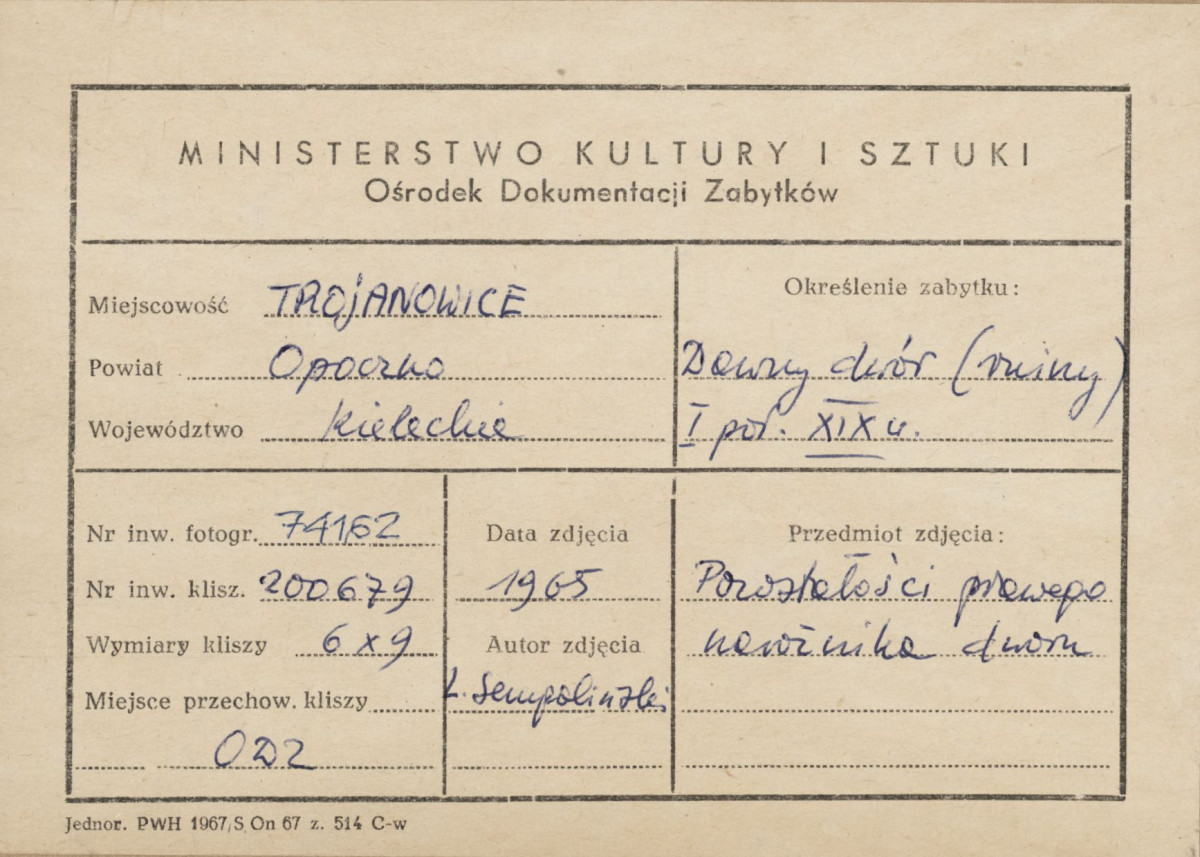 MINISTERSTWO KULTURY I SZTUKI
Ośrodek Dokumentacji Zabytków
Miejscowość TROJANOWICE
Powiat Opoczno
Województwo Kieleckie
Określenie zabytku:
Dawny dwór (ruiny)
I poł. XIX w.
Nr inw. fotogr. 74162
Nr inw. klisz. 200679
Wymiary kliszy 6 x 9
Miejsce przechow. kliszy
ODZ
Data zdjęcia
1965
Autor zdjęcia
Ł. Sempoliński
Przedmiot zdjęcia:
Pozostałości prawego
narożnika dworu
Jednor. PWH 1967/S On 67 z. 514 C-w